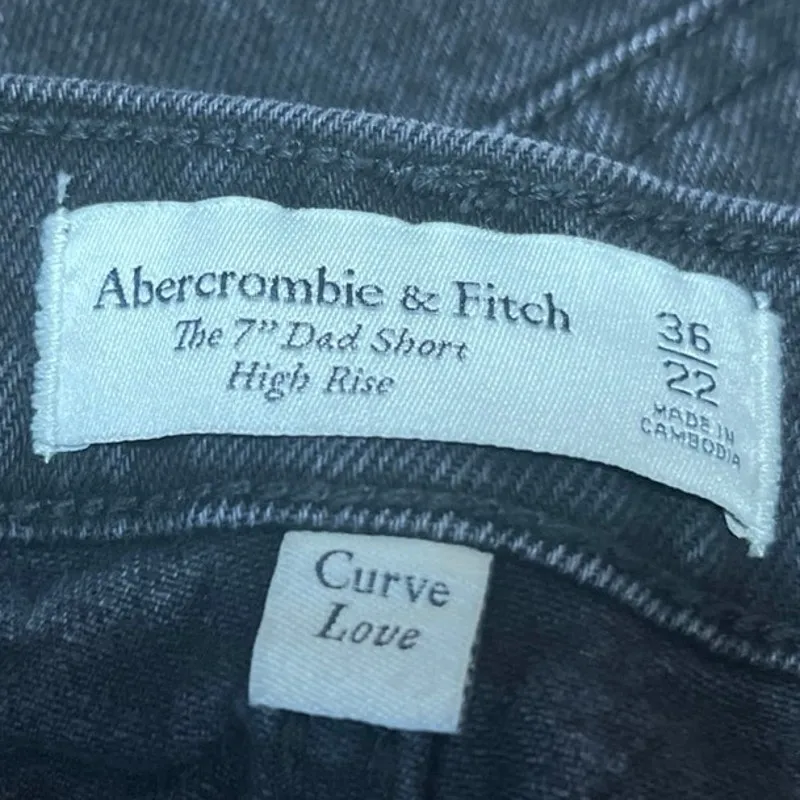 Abercrombie & Fitch
The 7" Dad Short
High Rise
36
22
MADE IN
CAMBODIA
Curve
Love